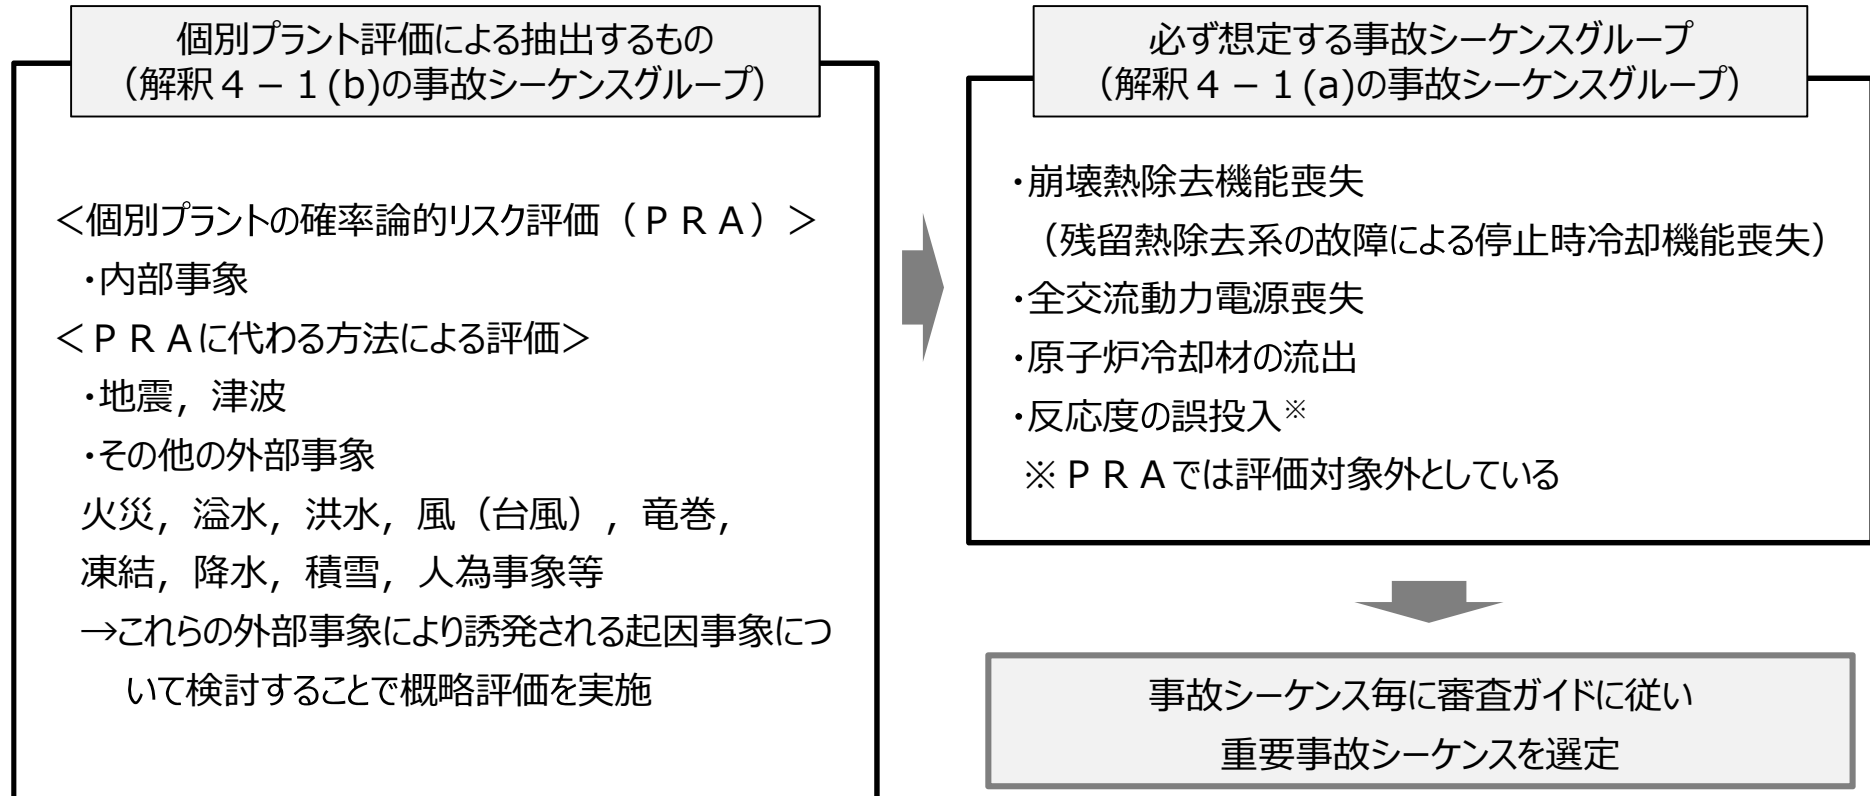 個別プラント評価による抽出するもの
（解釈４－１(b)の事故シーケンスグループ）
＜個別プラントの確率論的リスク評価（ＰＲＡ）＞
・内部事象
＜ＰＲＡに代わる方法による評価＞
・地震，津波
・その他の外部事象
火災，溢水，洪水，風（台風），竜巻，
凍結，降水，積雪，人為事象等
→これらの外部事象により誘発される起因事象につ
いて検討することで概略評価を実施
必ず想定する事故シーケンスグループ
（解釈４－１(a)の事故シーケンスグループ）
・崩壊熱除去機能喪失
（残留熱除去系の故障による停止時冷却機能喪失）
・全交流動力電源喪失
・原子炉冷却材の流出
・反応度の誤投入※
※ＰＲＡでは評価対象外としている
事故シーケンス毎に審査ガイドに従い
重要事故シーケンスを選定